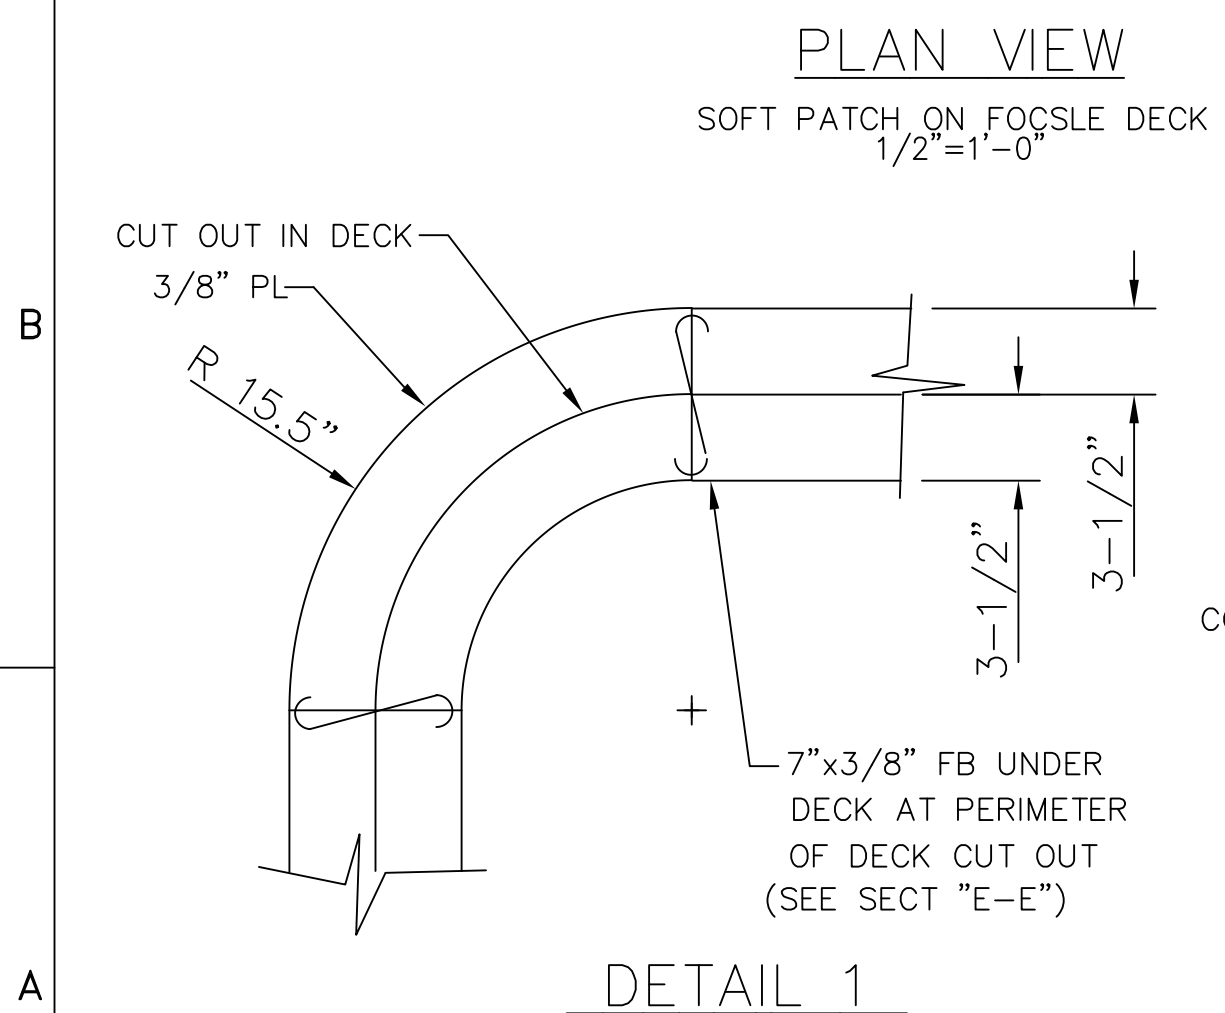 PLAN VIEW
SOFT PATCH ON FOCSLE DECK
1/2"=1'-0"
CUT OUT IN DECK
3/8" PL
B
R 15.5"
3-1/2"
3-1/2"
7"x3/8" FB UNDER
DECK AT PERIMETER
OF DECK CUT OUT
(SEE SECT "E-E")
A
DETAIL 1